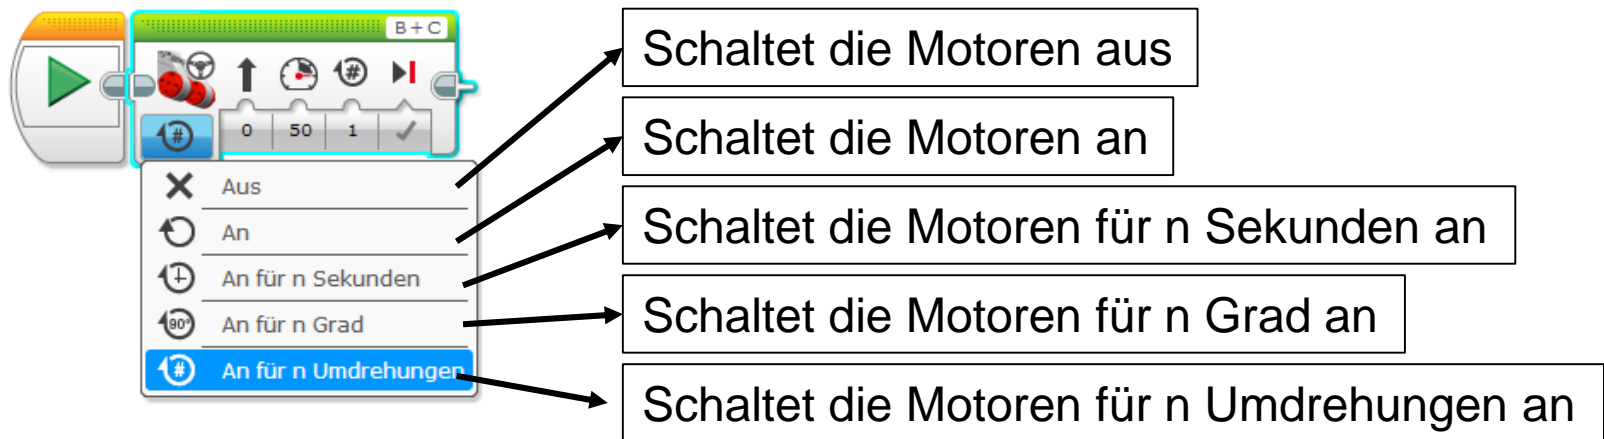 B + C
#
0 50 1
Aus
An
An für n Sekunden
90° An für n Grad
# An für n Umdrehungen
Schaltet die Motoren aus
Schaltet die Motoren an
Schaltet die Motoren für n Sekunden an
Schaltet die Motoren für n Grad an
Schaltet die Motoren für n Umdrehungen an